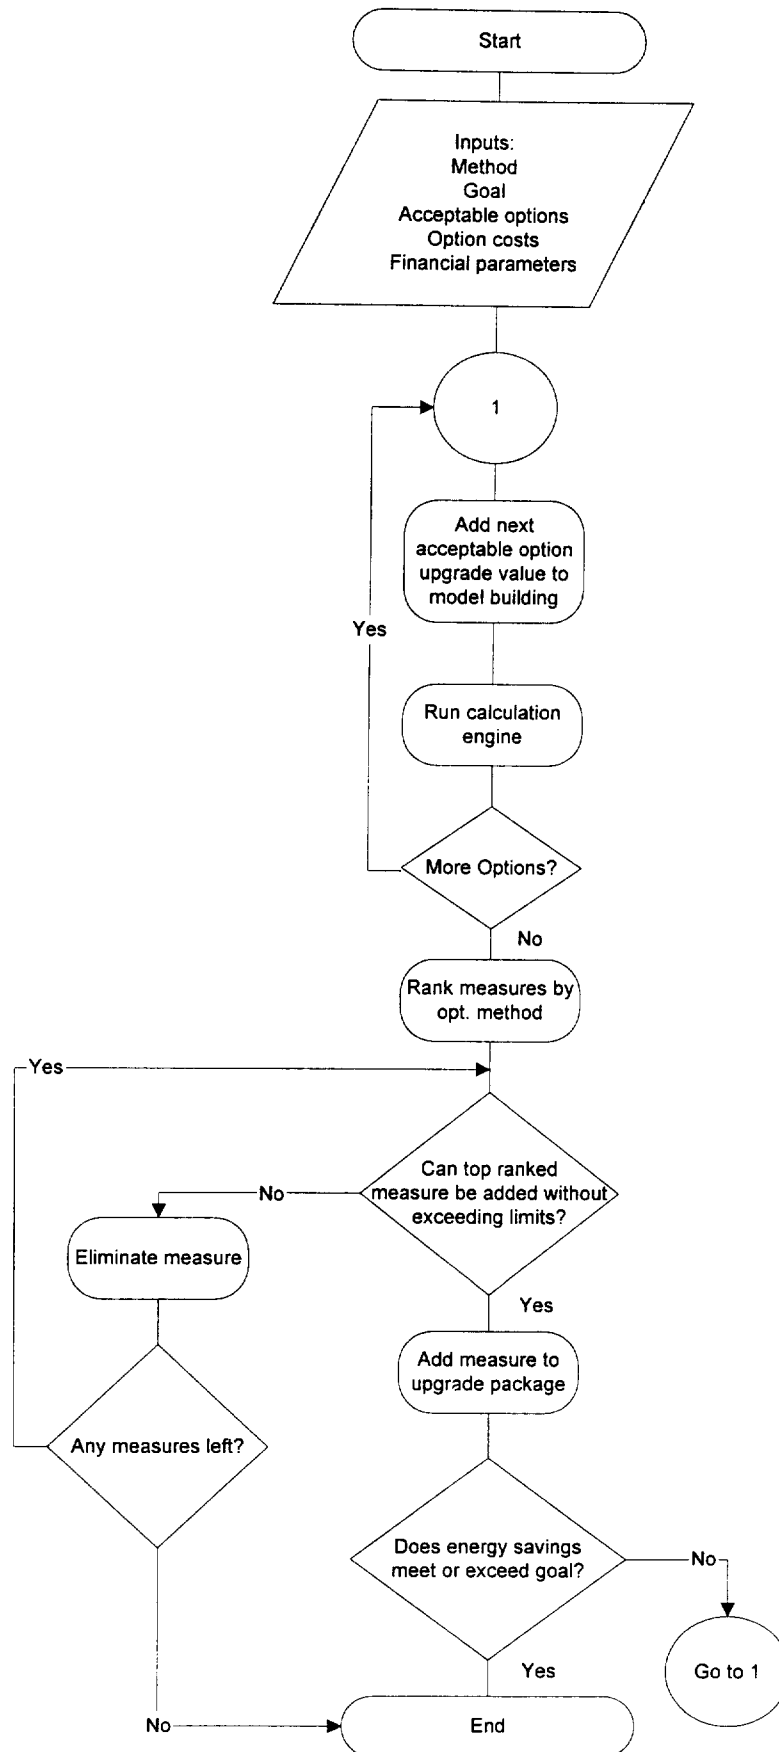 Start
Inputs:
Method
Goal
Acceptable options
Option costs
Financial parameters
1
Add next
acceptable option
upgrade value to
model building
Yes
Run calculation
engine
More Options?
No
Rank measures by
opt. method
Yes
Can top ranked
measure be added without
exceeding limits?
No
Eliminate measure
Yes
Add measure to
upgrade package
Any measures left?
Does energy savings
meet or exceed goal?
No
Go to 1
Yes
No
End